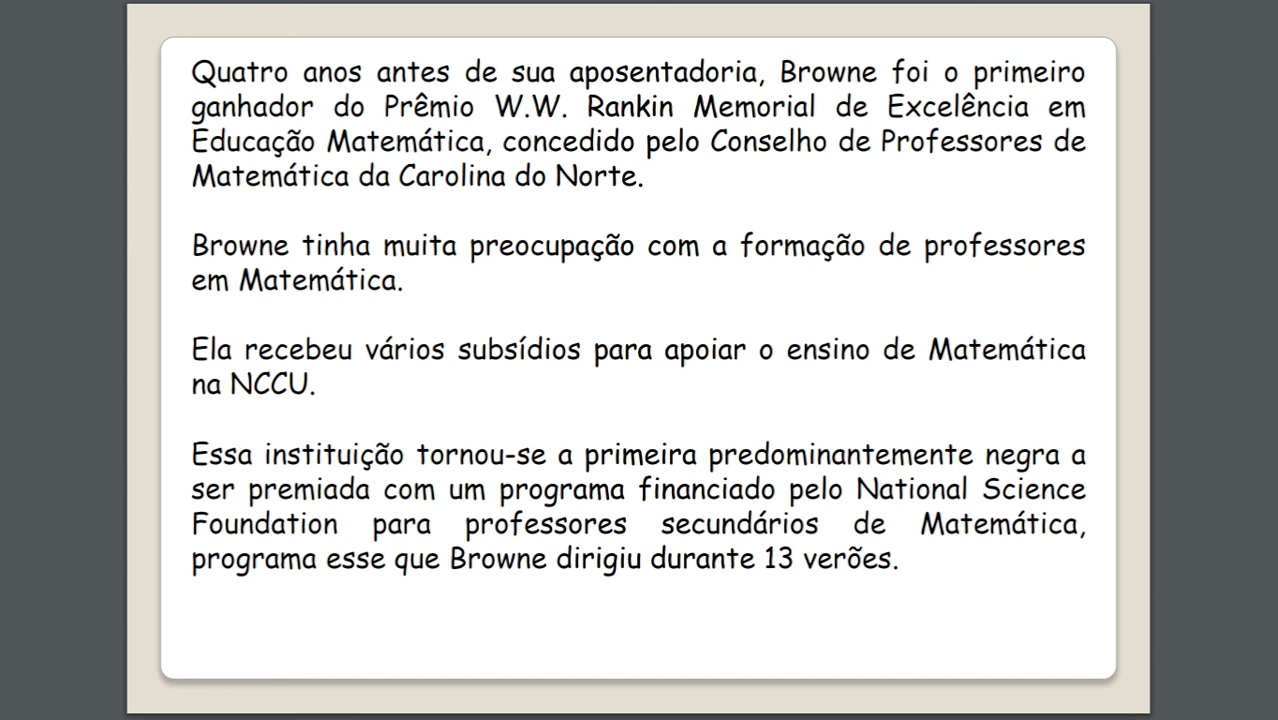 Quatro anos antes de sua aposentadoria, Browne foi o primeiro
ganhador do Prêmio W.W. Rankin Memorial de Excelência em
Educação Matemática, concedido pelo Conselho de Professores de
Matemática da Carolina do Norte.
Browne tinha muita preocupação com a formação de professores
em Matemática.
Ela recebeu vários subsídios para apoiar o ensino de Matemática
na NCCU.
Essa instituição tornou-se a primeira predominantemente negra a
ser premiada com um programa financiado pelo National Science
Foundation para professores secundários de Matemática,
programa esse que Browne dirigiu durante 13 verões.